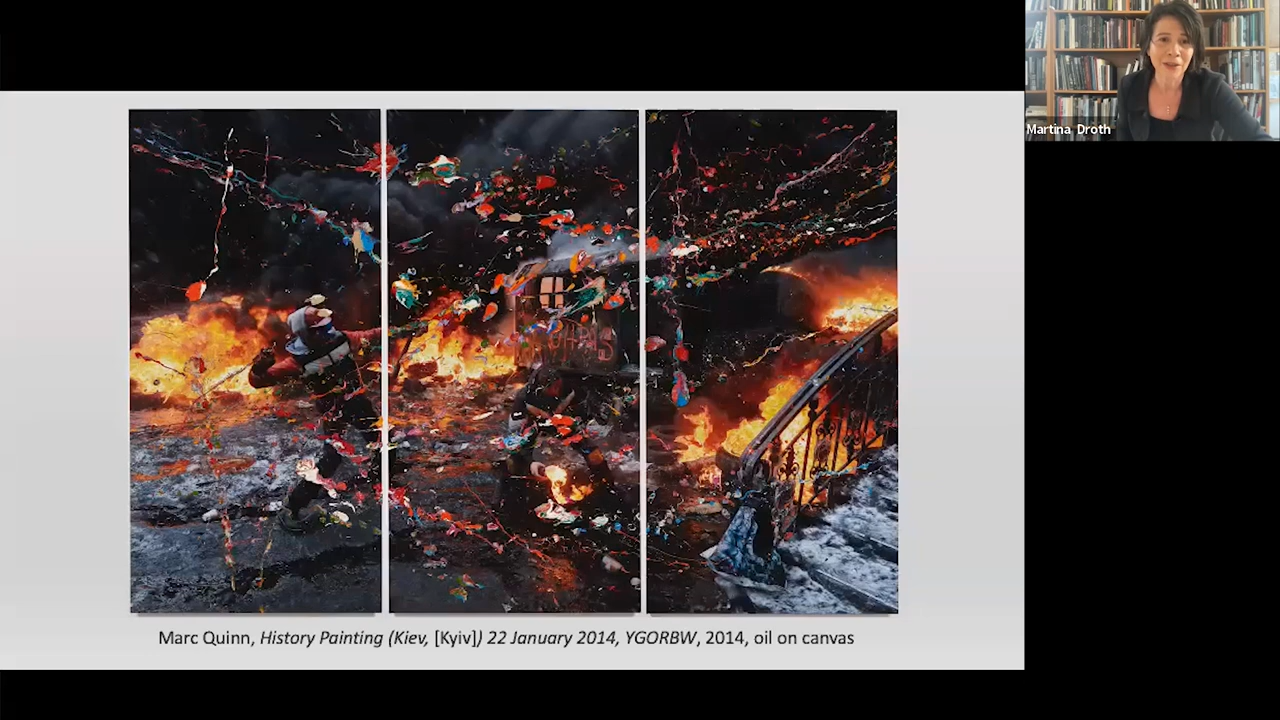 Martina Droth
Marc Quinn, History Painting (Kiev, [Kyiv]) 22 January 2014, YGORBW, 2014, oil on canvas